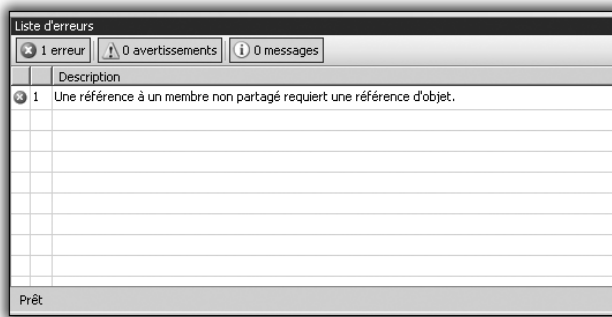 Liste d'erreurs
1 erreur 0 avertissements 0 messages
Description
1 Une référence à un membre non partagé requiert une référence d'objet.
Prêt